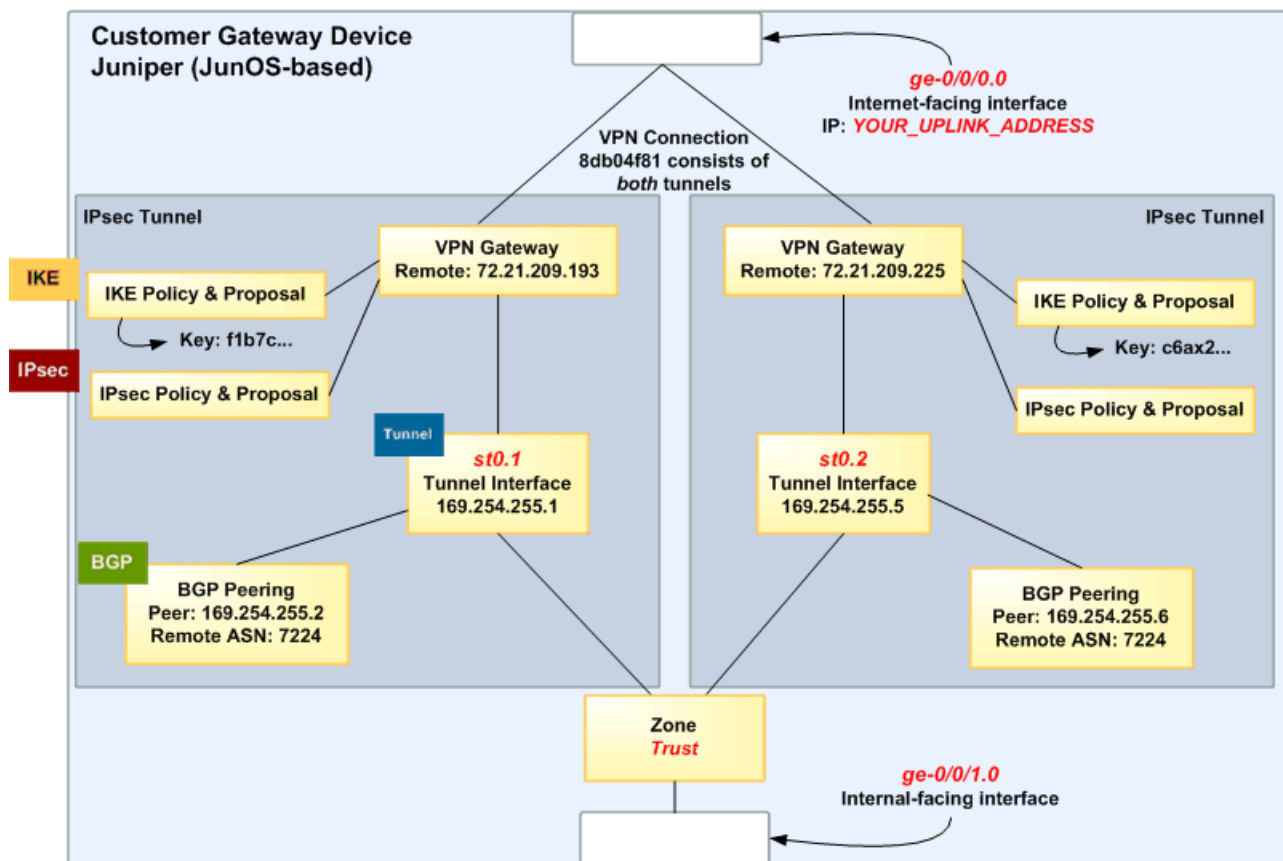 Customer Gateway Device
Juniper (JunOS-based)
ge-0/0/0.0
Internet-facing interface
IP: YOUR_UPLINK_ADDRESS
VPN Connection
8db04f81 consists of
both tunnels
IPsec Tunnel
VPN Gateway
Remote: 72.21.209.193
IKE
IKE Policy & Proposal
Key: f1b7c...
IPsec
IPsec Policy & Proposal
Tunnel
st0.1
Tunnel Interface
169.254.255.1
BGP
BGP Peering
Peer: 169.254.255.2
Remote ASN: 7224
IPsec Tunnel
VPN Gateway
Remote: 72.21.209.225
IKE Policy & Proposal
Key: c6ax2...
IPsec Policy & Proposal
st0.2
Tunnel Interface
169.254.255.5
BGP Peering
Peer: 169.254.255.6
Remote ASN: 7224
Zone
Trust
ge-0/0/1.0
Internal-facing interface